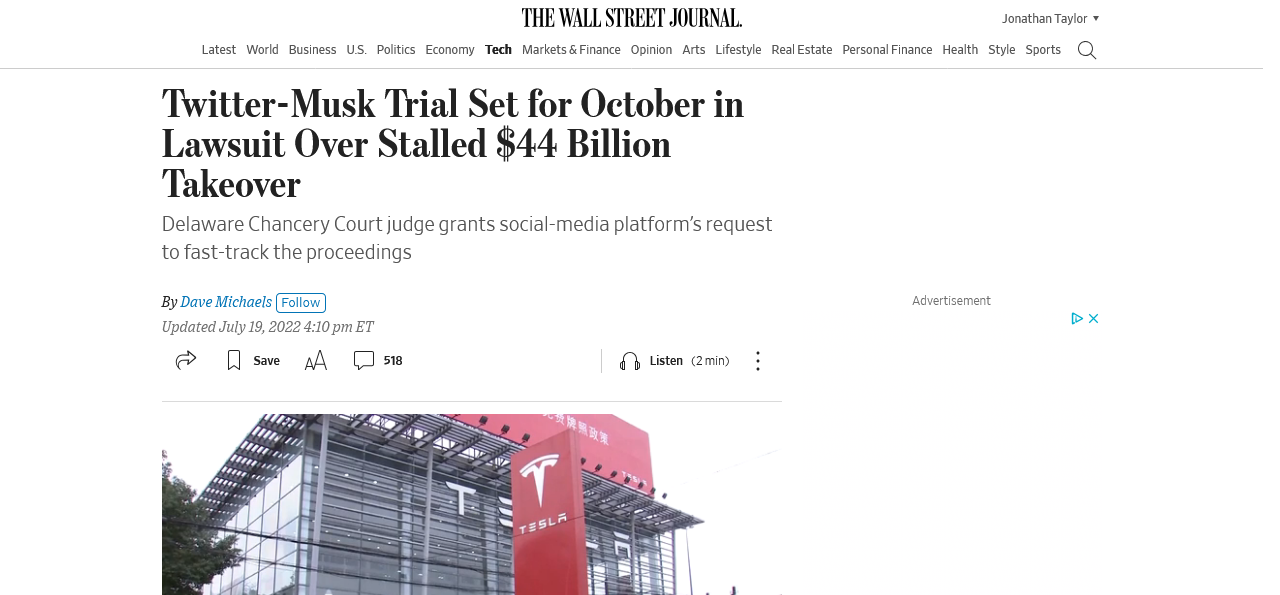 THE WALL STREET JOURNAL.
Jonathan Taylor
Latest World Business U.S. Politics Economy Tech Markets & Finance Opinion Arts Lifestyle Real Estate Personal Finance Health Style Sports
Twitter-Musk Trial Set for October in
Lawsuit Over Stalled $44 Billion
Takeover
Delaware Chancery Court judge grants social-media platform's request
to fast-track the proceedings
By Dave Michaels Follow
Updated July 19, 2022 4:10 pm ET
Save AA 518 Listen (2 min)
Advertisement
TESLA
TESLA